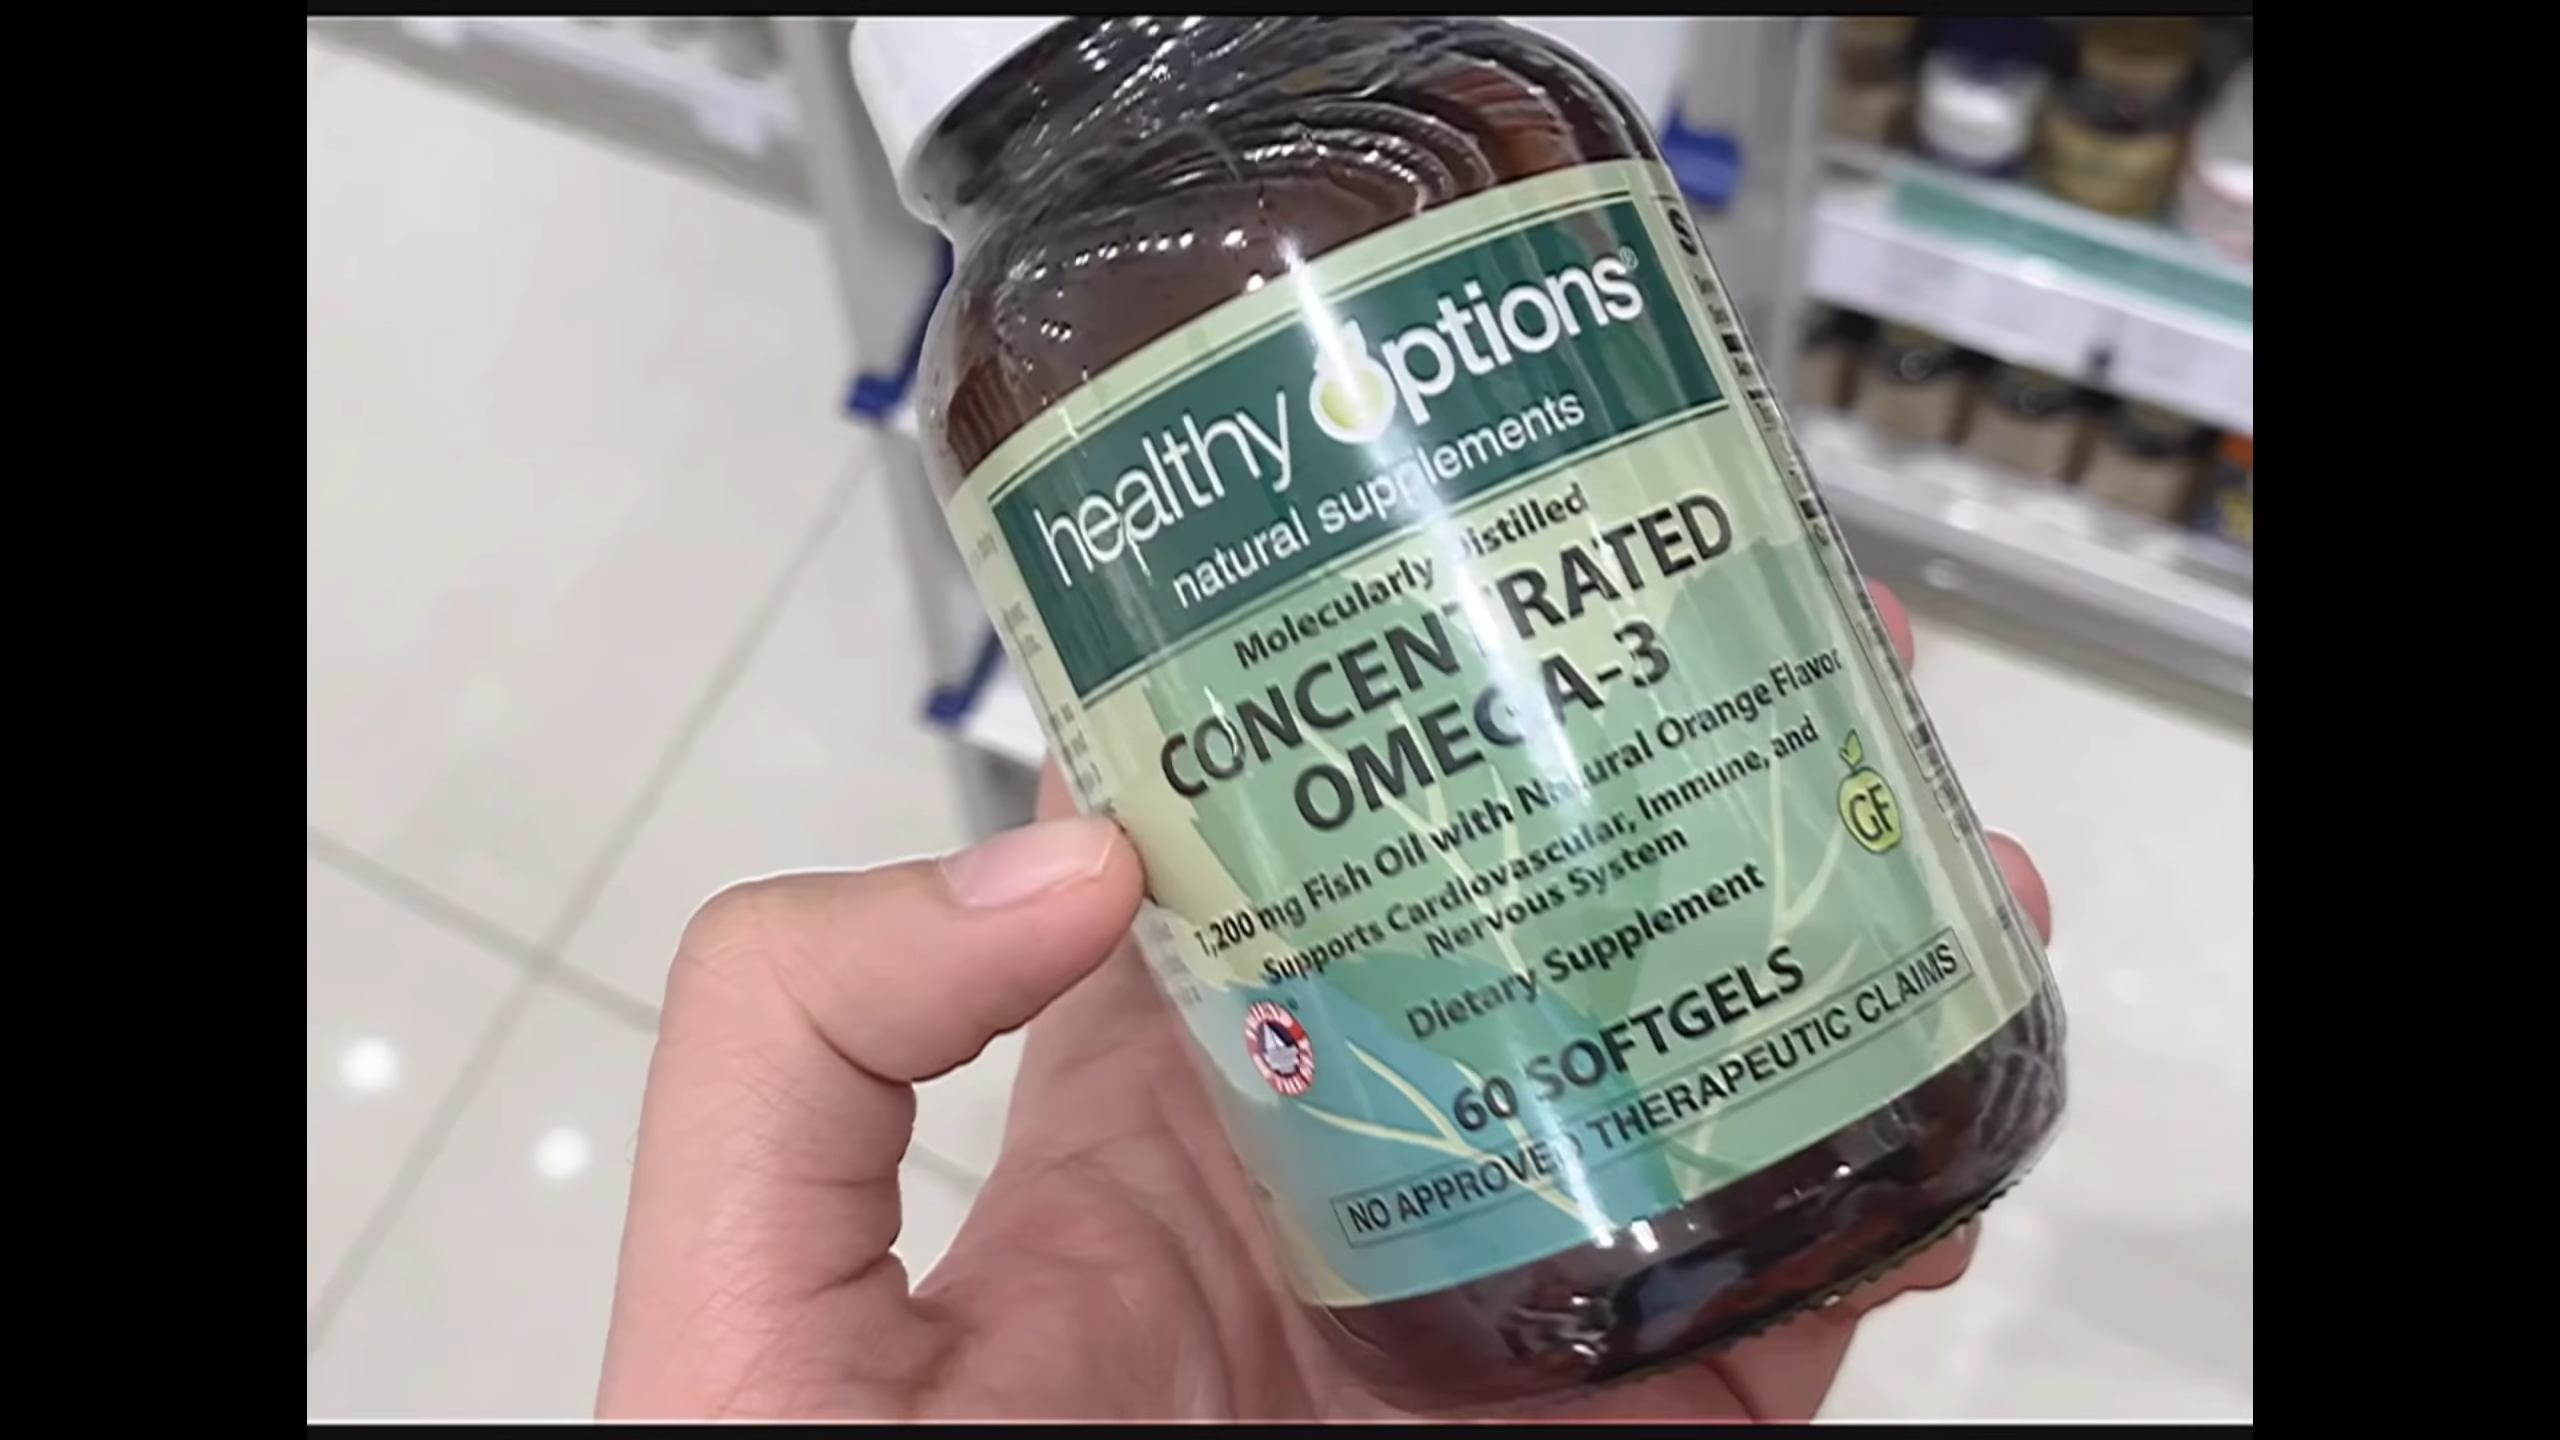 healthy options®
natural supplements
Molecularly Distilled
CONCENTRATED
OMEGA-3
1,200 mg Fish Oil with Natural Orange Flavor
Supports Cardiovascular, Immune, and
Nervous System
GF
Dietary Supplement
60 SOFTGELS
NO APPROVED THERAPEUTIC CLAIMS